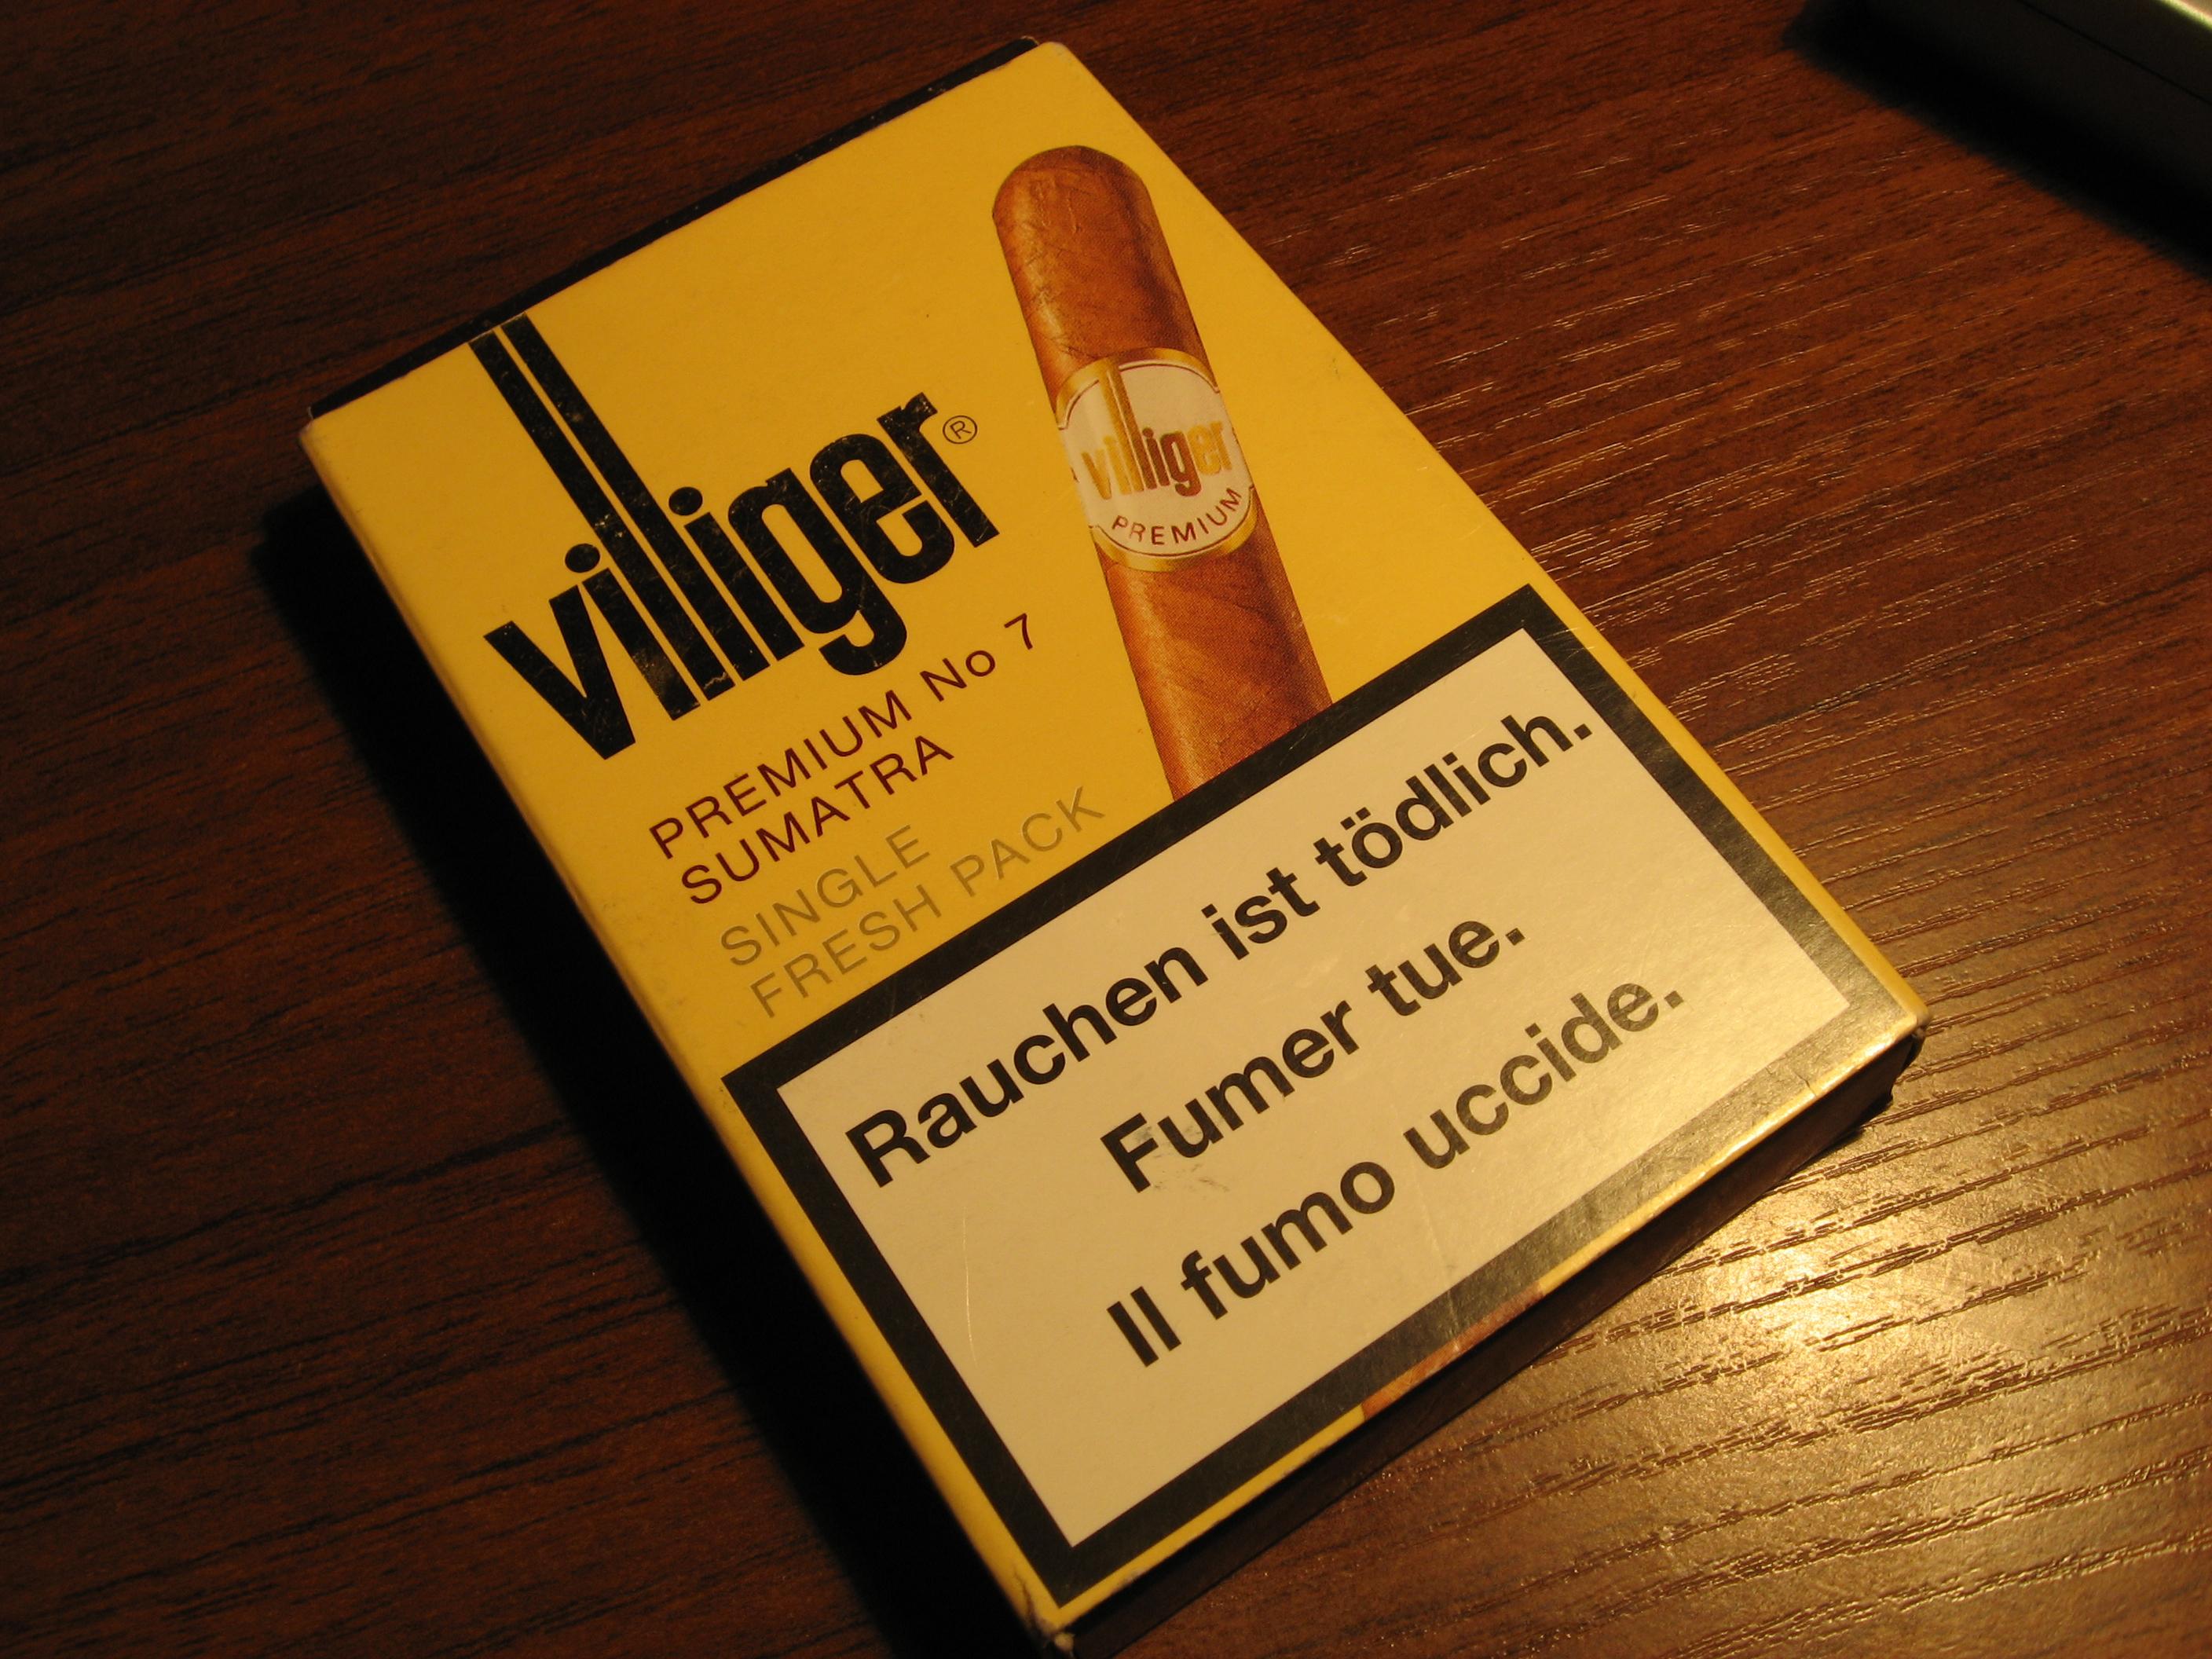 villiger®
PREMIUM No 7
SUMATRA
SINGLE
FRESH PACK
villiger
PREMIUM
Rauchen ist tödlich.
Fumer tue.
Il fumo uccide.